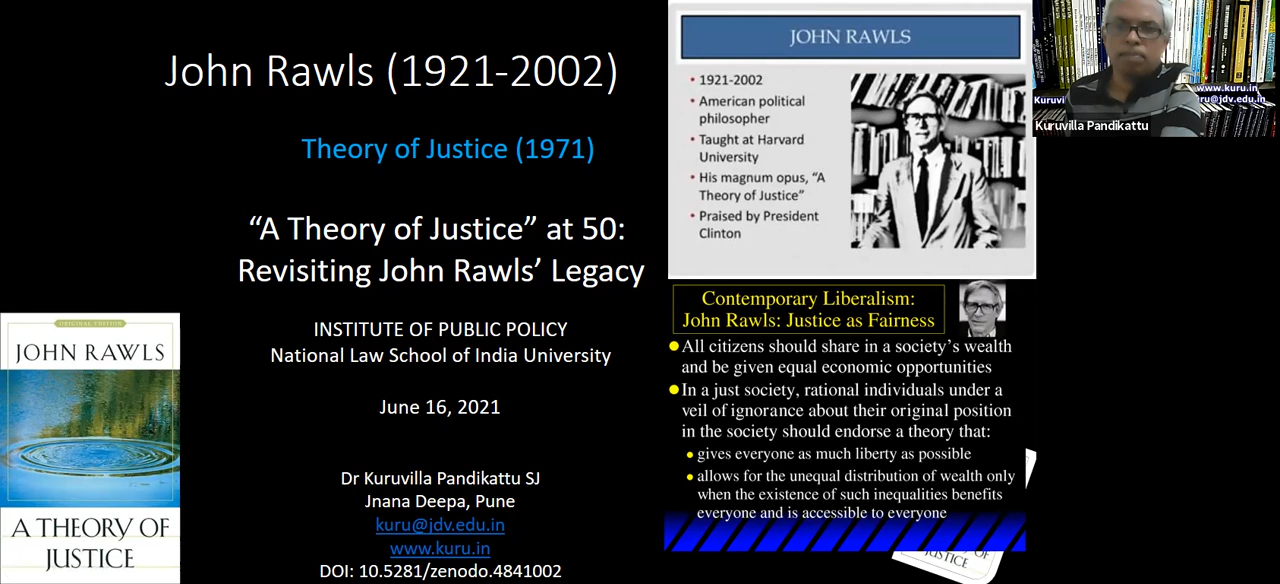 John Rawls (1921-2002)
Theory of Justice (1971)
“A Theory of Justice” at 50:
Revisiting John Rawls’ Legacy
INSTITUTE OF PUBLIC POLICY
National Law School of India University
June 16, 2021
Dr Kuruvilla Pandikattu SJ
Jnana Deepa, Pune
kuru@jdv.edu.in
www.kuru.in
DOI: 10.5281/zenodo.4841002
ORIGINAL EDITION
JOHN RAWLS
A THEORY OF
JUSTICE
JOHN RAWLS
• 1921-2002
• American political
philosopher
• Taught at Harvard
University
• His magnum opus, “A
Theory of Justice”
• Praised by President
Clinton
Contemporary Liberalism:
John Rawls: Justice as Fairness
● All citizens should share in a society’s wealth
and be given equal economic opportunities
● In a just society, rational individuals under a
veil of ignorance about their original position
in the society should endorse a theory that:
● gives everyone as much liberty as possible
● allows for the unequal distribution of wealth only
when the existence of such inequalities benefits
everyone and is accessible to everyone
JUSTICE
www.kuru.in
Kuruvi
ru@jdv.edu.in
Kuruvilla Pandikattu